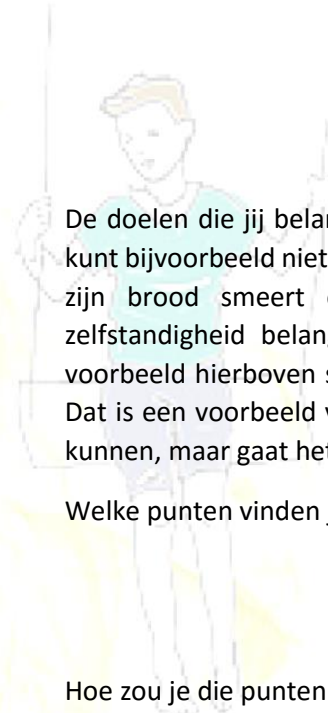 De doelen die jij belan
kunt bijvoorbeeld niet
zijn brood smeert
zelfstandigheid belan
voorbeeld hierboven s
Dat is een voorbeeld v
kunnen, maar gaat het
Welke punten vinden j
Hoe zou je die punten